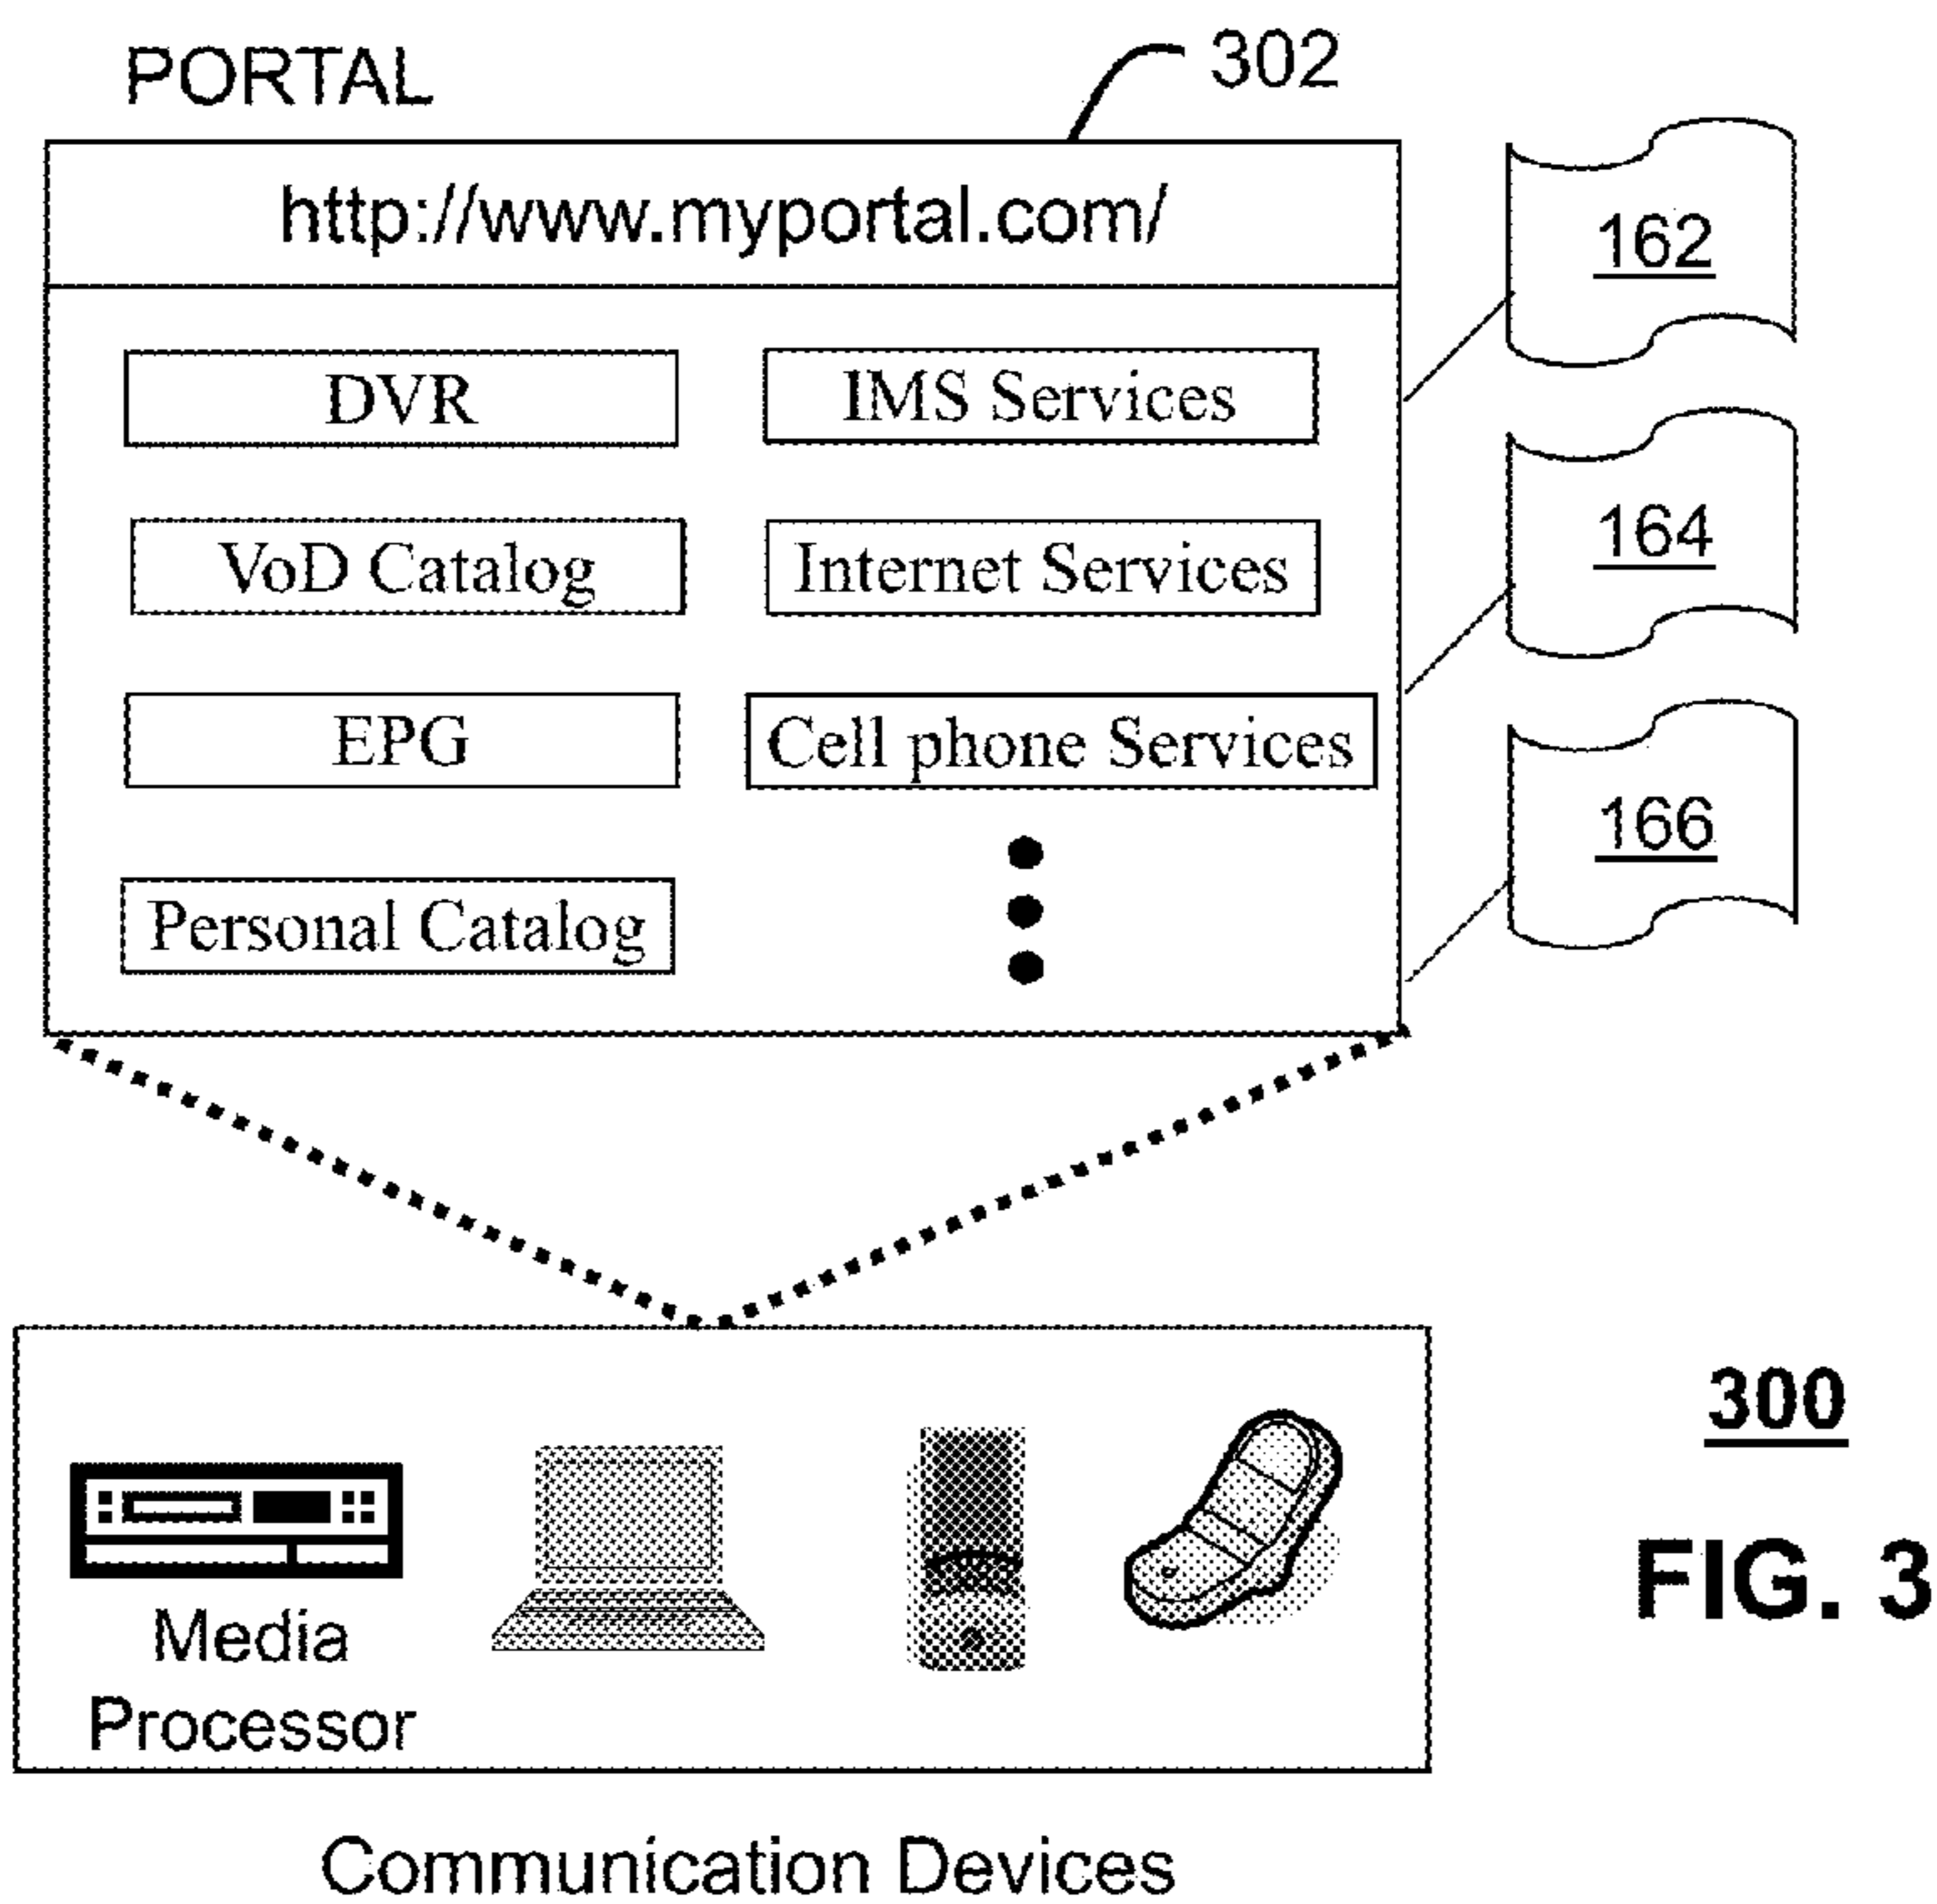 PORTAL
302
http://www.myportal.com/
162
DVR
IMS Services
VoD Catalog
Internet Services
164
EPG
Cell phone Services
166
Personal Catalog
300
FIG. 3
Media
Processor
Communication Devices